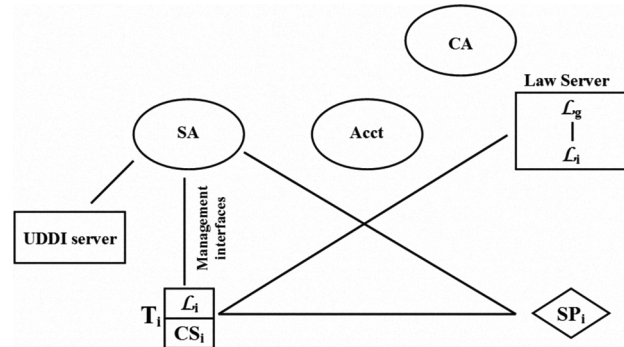 CA
Law Server
ℒg
ℒi
SA
Acct
UDDI server
Management
interfaces
Ti
ℒi
CSi
SPi